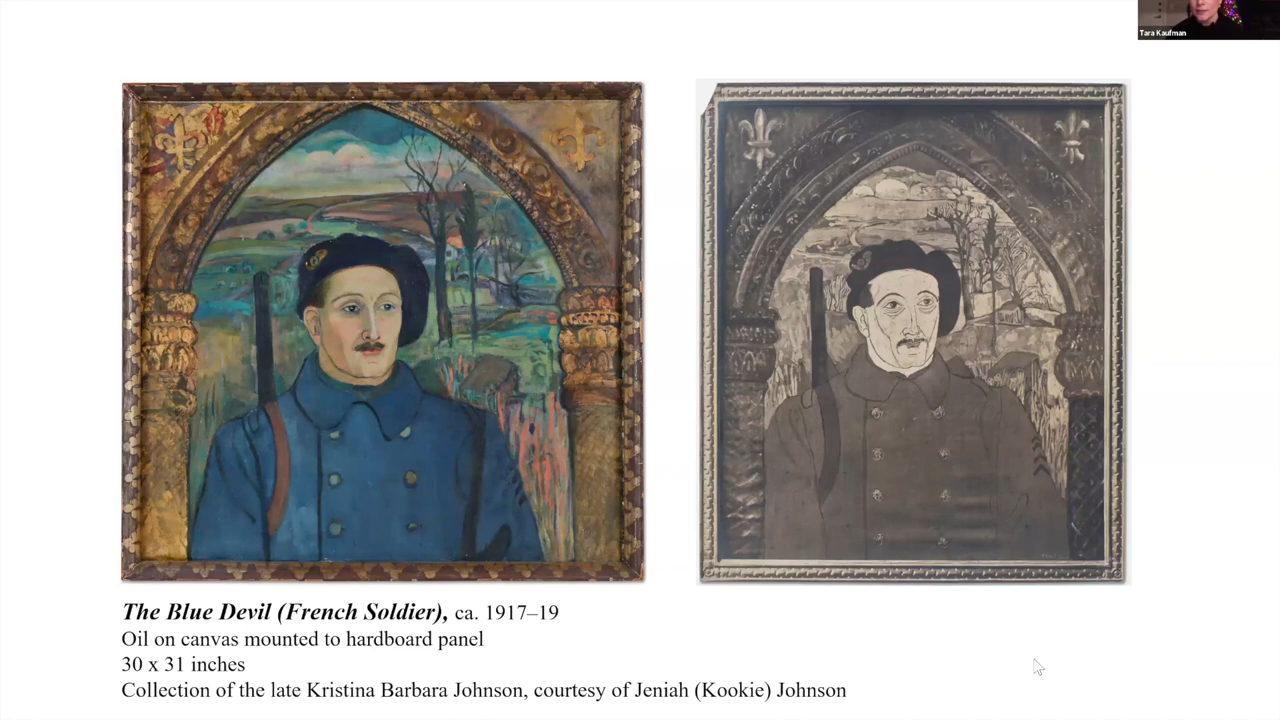 Tara Kaufman
The Blue Devil (French Soldier), ca. 1917–19
Oil on canvas mounted to hardboard panel
30 x 31 inches
Collection of the late Kristina Barbara Johnson, courtesy of Jeniah (Kookie) Johnson